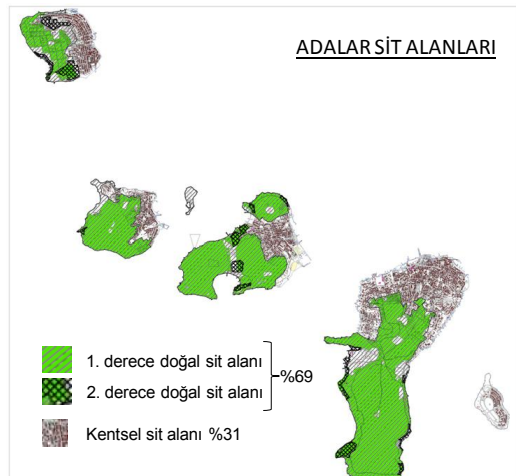 ADALAR SİT ALANLARI
1. derece doğal sit alanı
2. derece doğal sit alanı
%69
Kentsel sit alanı %31